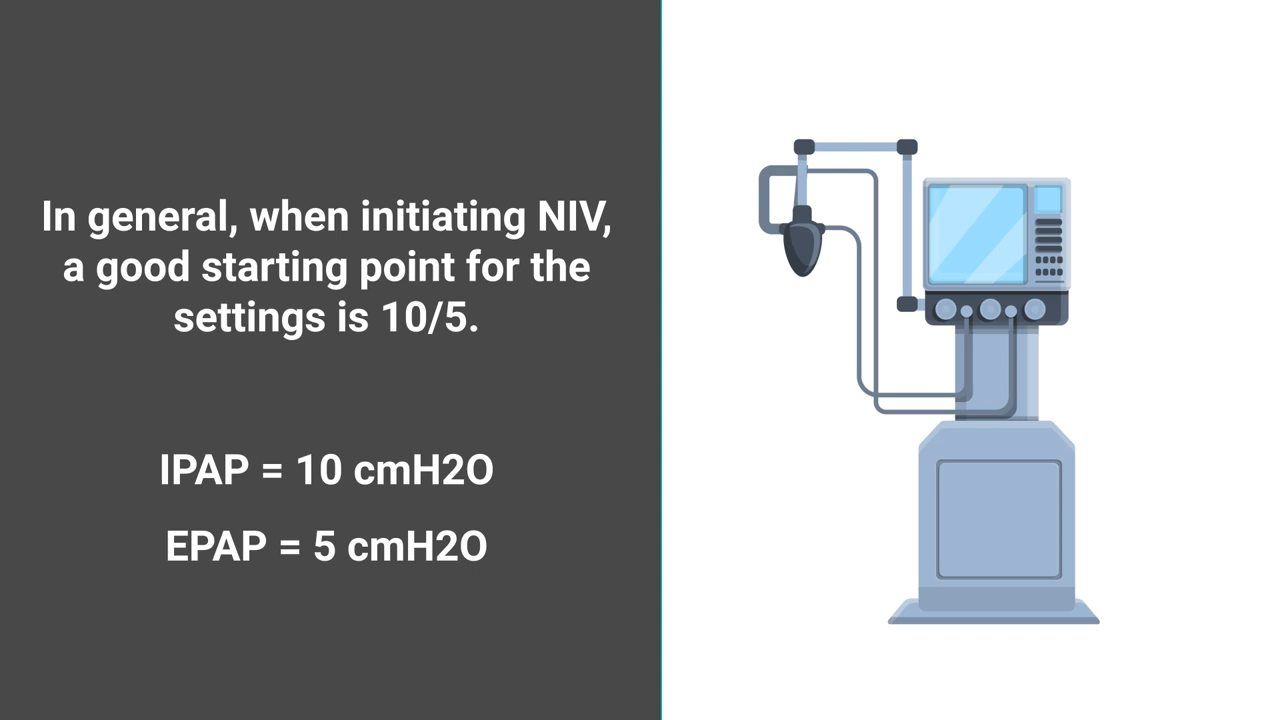 In general, when initiating NIV,
a good starting point for the
settings is 10/5.
IPAP = 10 cmH2O
EPAP = 5 cmH2O